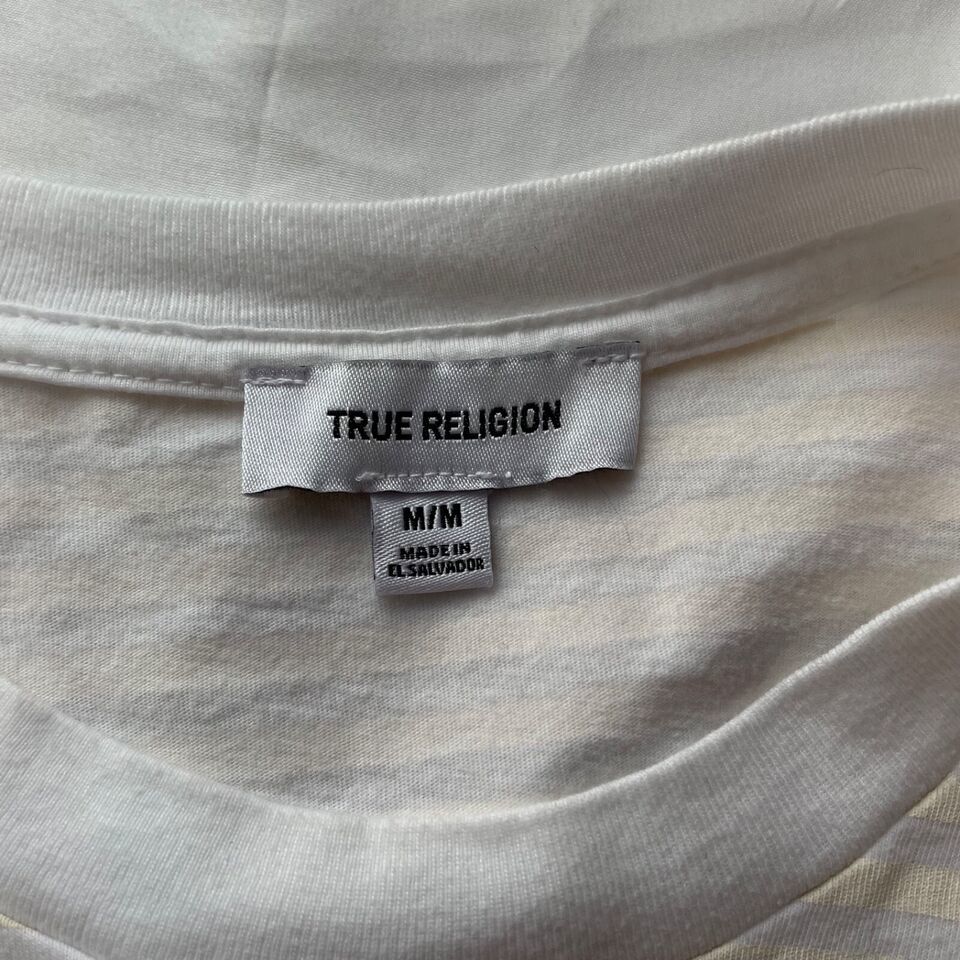 TRUE RELIGION
M/M
MADE IN
EL SALVADOR